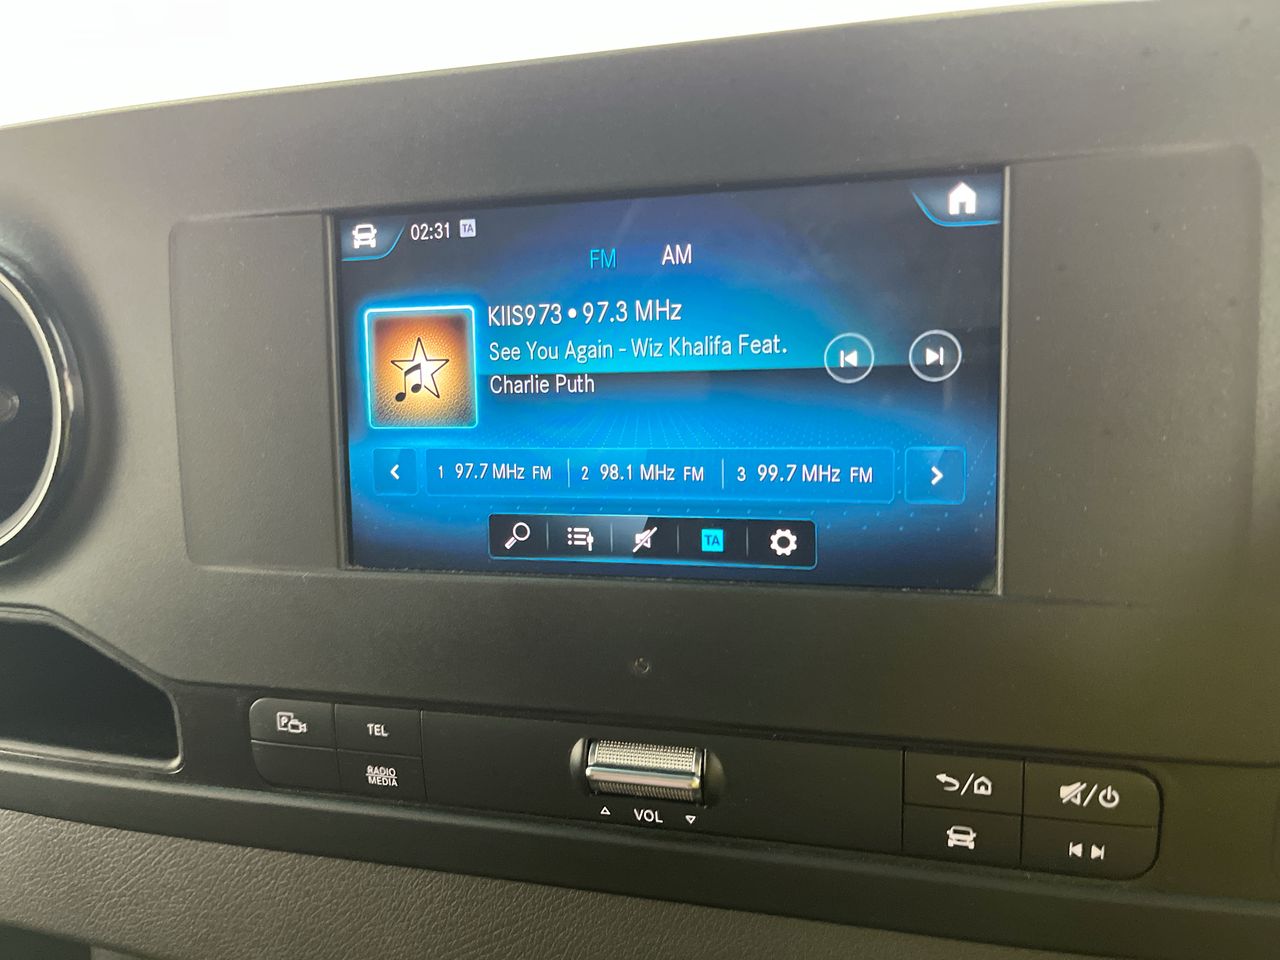 02:31 TA
FM AM
KIIS973 • 97.3 MHz
See You Again - Wiz Khalifa Feat.
Charlie Puth
1 97.7 MHz FM 2 98.1 MHz FM 3 99.7 MHz FM
TA
P TEL
RADIO
MEDIA
VOL